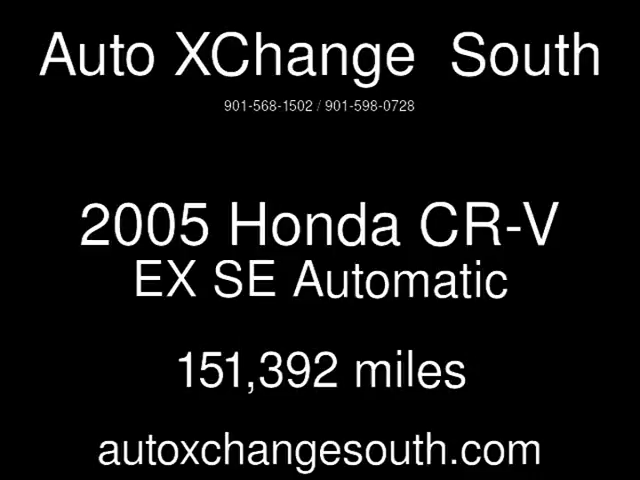 Auto XChange South
901-568-1502 / 901-598-0728
2005 Honda CR-V
EX SE Automatic
151,392 miles
autoxchangesouth.com